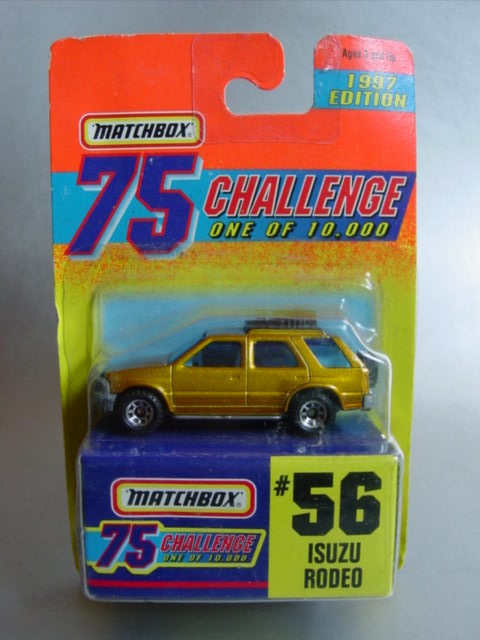 Ages 3 and up
1997
EDITION
"MATCHBOX"
75 CHALLENGE
ONE OF 10,000
"MATCHBOX"
75 CHALLENGE
ONE OF 10,000
#56
ISUZU
RODEO